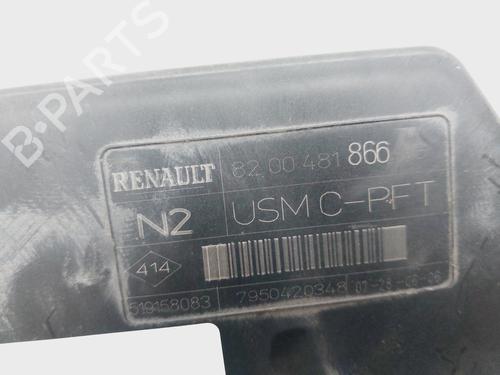 B-PARTS
RENAULT 82 00 481 866
N2 USM C-PFT
414
519158083 7950420348